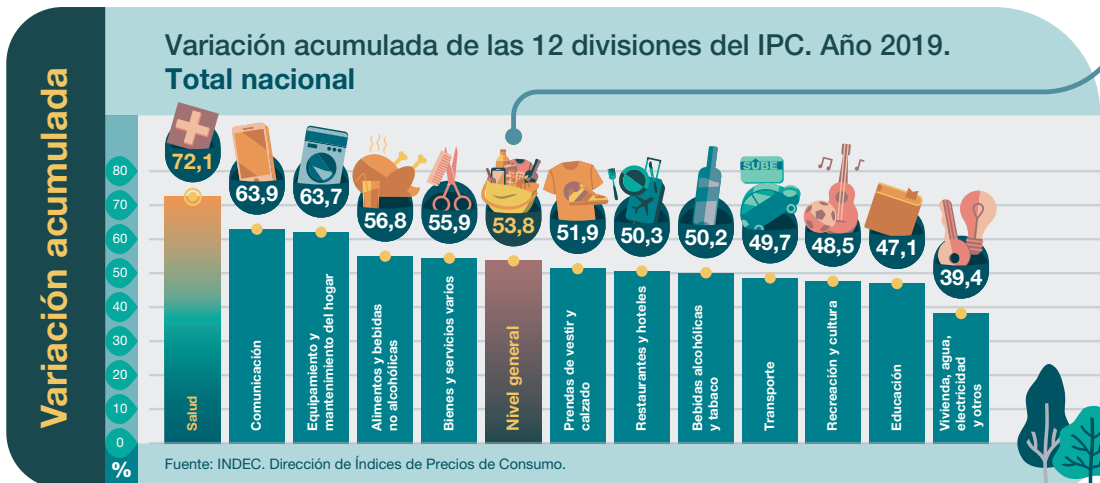 Variación acumulada de las 12 divisiones del IPC. Año 2019.
Total nacional
Variación acumulada
80
70
60
50
40
30
20
10
0
%
72,1
63,9
63,7
56,8
55,9
53,8
51,9
50,3
50,2
SUBE
49,7
48,5
47,1
39,4
Salud
Comunicación
Equipamiento y
mantenimiento del hogar
Alimentos y bebidas
no alcohólicas
Bienes y servicios varios
Nivel general
Prendas de vestir y
calzado
Restaurantes y hoteles
Bebidas alcohólicas
y tabaco
Transporte
Recreación y cultura
Educación
Vivienda, agua,
electricidad
y otros
Fuente: INDEC. Dirección de Índices de Precios de Consumo.